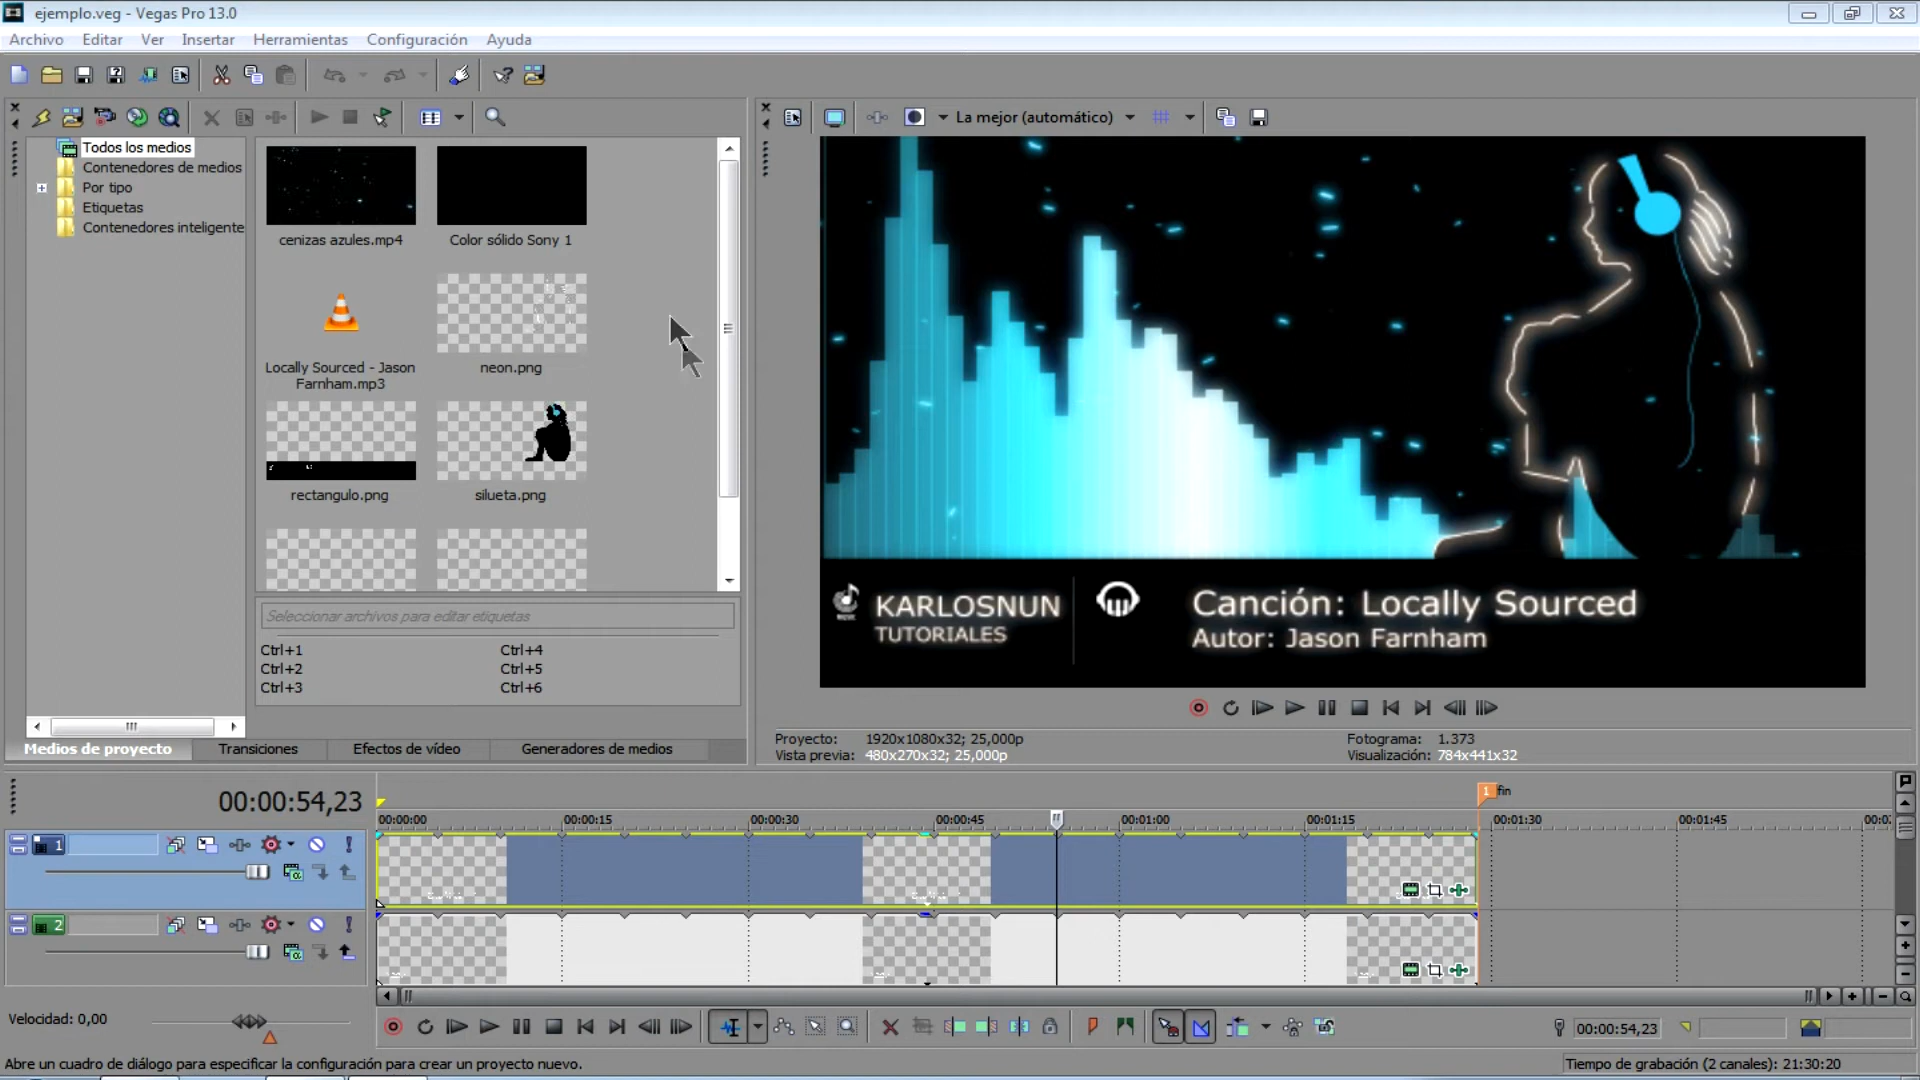 ejemplo.veg - Vegas Pro 13.0
Archivo Editar Ver Insertar Herramientas Configuración Ayuda
Todos los medios
Contenedores de medios
Por tipo
Etiquetas
Contenedores inteligente
cenizas azules.mp4
Color sólido Sony 1
Locally Sourced - Jason
Farnham.mp3
neon.png
rectangulo.png
silueta.png
Seleccionar archivos para editar etiquetas
Ctrl+1 Ctrl+4
Ctrl+2 Ctrl+5
Ctrl+3 Ctrl+6
Medios de proyecto Transiciones Efectos de vídeo Generadores de medios
La mejor (automático)
KARLOSNUN
TUTORIALES
Canción: Locally Sourced
Autor: Jason Farnham
Proyecto: 1920x1080x32; 25,000p Fotograma: 1.373
Vista previa: 480x270x32; 25,000p Visualización: 784x441x32
00:00:54,23
1 fin
00:00:00 00:00:15 00:00:30 00:00:45 00:01:00 00:01:15 00:01:30 00:01:45
1
2
Velocidad: 0,00
00:00:54,23
Abre un cuadro de diálogo para especificar la configuración para crear un proyecto nuevo.
Tiempo de grabación (2 canales): 21:30:20